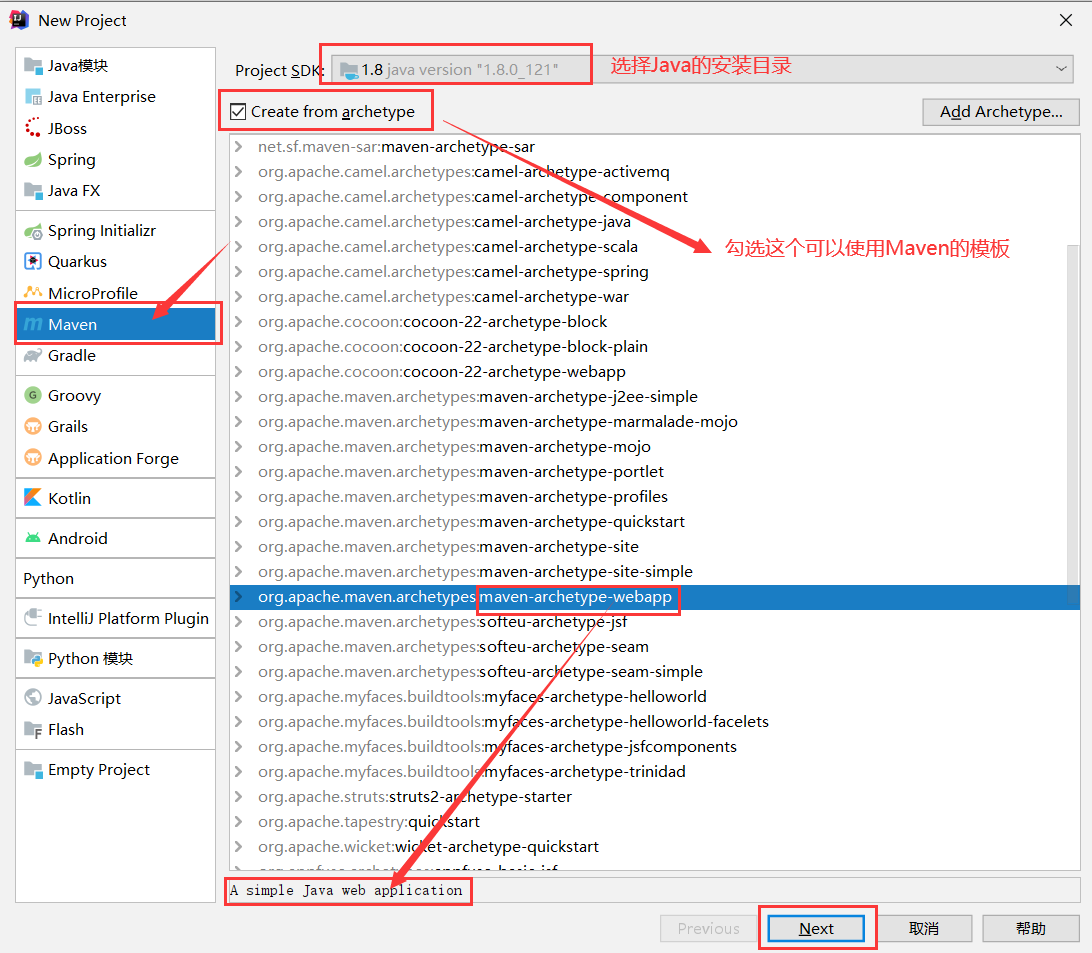 New Project
Java模块
Java Enterprise
JBoss
Spring
Java FX
Spring Initializr
Quarkus
MicroProfile
Maven
Gradle
Groovy
Grails
Application Forge
Kotlin
Android
Python
IntelliJ Platform Plugin
Python 模块
JavaScript
Flash
Empty Project
Project SDK: 1.8 java version "1.8.0_121" 选择Java的安装目录
Create from archetype
Add Archetype...
net.sf.maven-sar:maven-archetype-sar
org.apache.camel.archetypes:camel-archetype-activemq
org.apache.camel.archetypes:camel-archetype-component
org.apache.camel.archetypes:camel-archetype-java
org.apache.camel.archetypes:camel-archetype-scala
勾选这个可以使用Maven的模板
org.apache.camel.archetypes:camel-archetype-spring
org.apache.camel.archetypes:camel-archetype-war
org.apache.cocoon:cocoon-22-archetype-block
org.apache.cocoon:cocoon-22-archetype-block-plain
org.apache.cocoon:cocoon-22-archetype-webapp
org.apache.maven.archetypes:maven-archetype-j2ee-simple
org.apache.maven.archetypes:maven-archetype-marmalade-mojo
org.apache.maven.archetypes:maven-archetype-mojo
org.apache.maven.archetypes:maven-archetype-portlet
org.apache.maven.archetypes:maven-archetype-profiles
org.apache.maven.archetypes:maven-archetype-quickstart
org.apache.maven.archetypes:maven-archetype-site
org.apache.maven.archetypes:maven-archetype-site-simple
org.apache.maven.archetypes:maven-archetype-webapp
org.apache.maven.archetypes:softeu-archetype-jsf
org.apache.maven.archetypes:softeu-archetype-seam
org.apache.maven.archetypes:softeu-archetype-seam-simple
org.apache.myfaces.buildtools:myfaces-archetype-helloworld
org.apache.myfaces.buildtools:myfaces-archetype-helloworld-facelets
org.apache.myfaces.buildtools:myfaces-archetype-jsfcomponents
org.apache.myfaces.buildtools:myfaces-archetype-trinidad
org.apache.struts:struts2-archetype-starter
org.apache.tapestry:quickstart
org.apache.wicket:wicket-archetype-quickstart
A simple Java web application
Previous
Next
取消
帮助